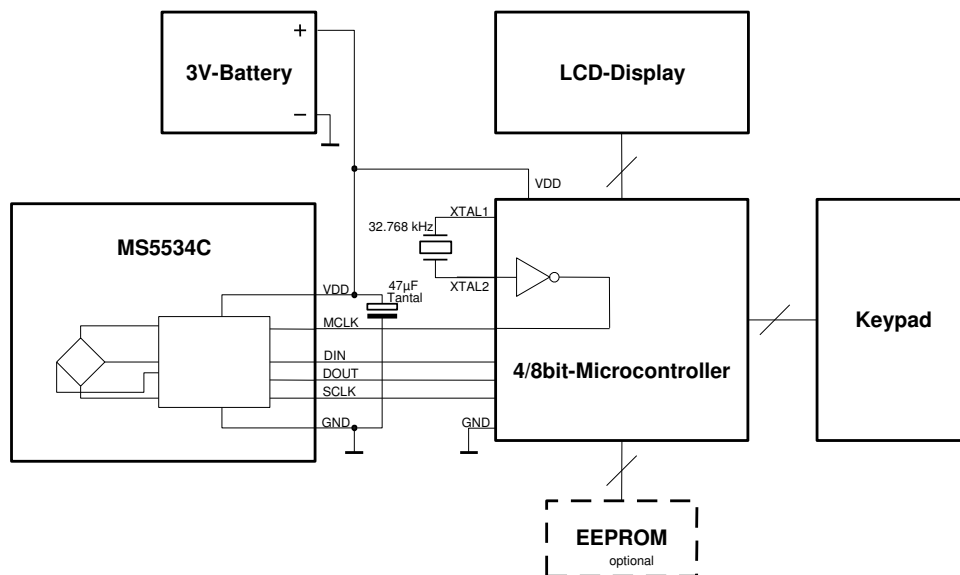 +
3V-Battery
−
LCD-Display
VDD
XTAL1
32.768 kHz
XTAL2
MS5534C
VDD
47µF
Tantal
MCLK
DIN
DOUT
SCLK
GND
GND
4/8bit-Microcontroller
Keypad
EEPROM
optional